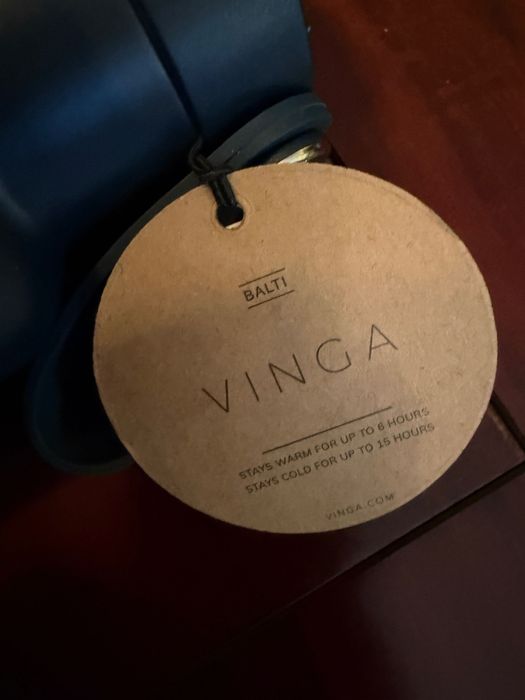 BALTI
VINGA
STAYS WARM FOR UP TO 6 HOURS
STAYS COLD FOR UP TO 15 HOURS
VINGA.COM